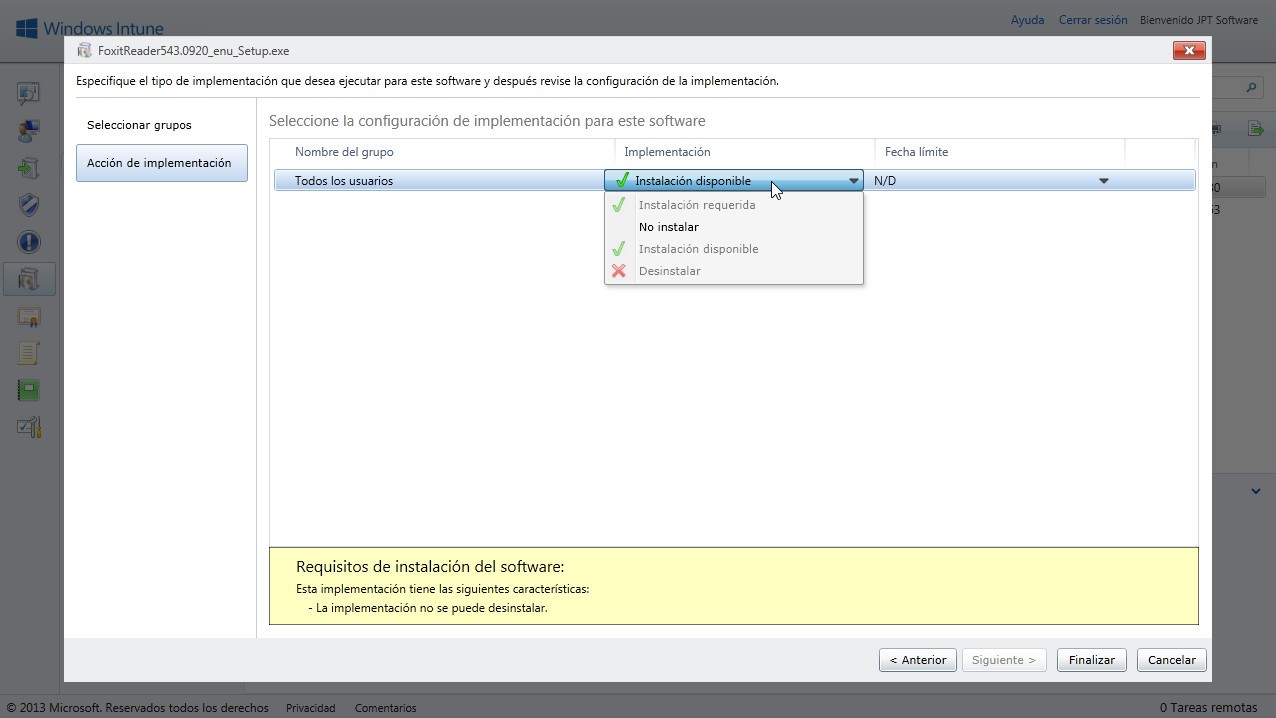 Windows Intune
Ayuda Cerrar sesión Bienvenido JPT Software
FoxitReader543.0920_enu_Setup.exe
Especifique el tipo de implementación que desea ejecutar para este software y después revise la configuración de la implementación.
Seleccionar grupos
Acción de implementación
Seleccione la configuración de implementación para este software
Nombre del grupo Implementación Fecha límite
Todos los usuarios Instalación disponible N/D
Instalación requerida
No instalar
Instalación disponible
Desinstalar
Requisitos de instalación del software:
Esta implementación tiene las siguientes características:
- La implementación no se puede desinstalar.
< Anterior Siguiente > Finalizar Cancelar
© 2013 Microsoft. Reservados todos los derechos Privacidad Comentarios 0 Tareas remotas